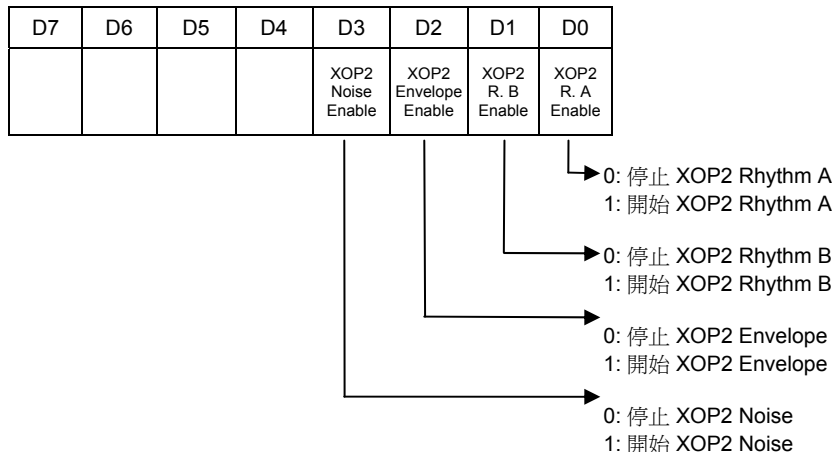 D7 D6 D5 D4 D3 D2 D1 D0
XOP2 XOP2 XOP2 XOP2
Noise Envelope R. B R. A
Enable Enable Enable Enable
0: 停止 XOP2 Rhythm A
1: 開始 XOP2 Rhythm A
0: 停止 XOP2 Rhythm B
1: 開始 XOP2 Rhythm B
0: 停止 XOP2 Envelope
1: 開始 XOP2 Envelope
0: 停止 XOP2 Noise
1: 開始 XOP2 Noise